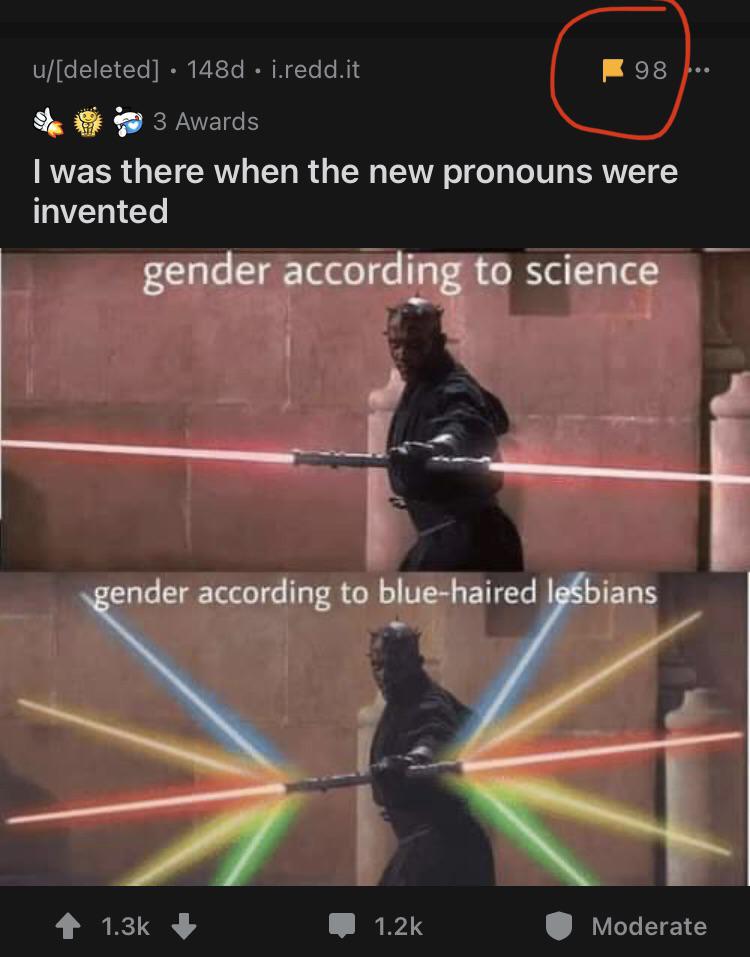 u/[deleted] • 148d • i.redd.it 98
3 Awards
I was there when the new pronouns were
invented
gender according to science
gender according to blue-haired lesbians
1.3k 1.2k Moderate